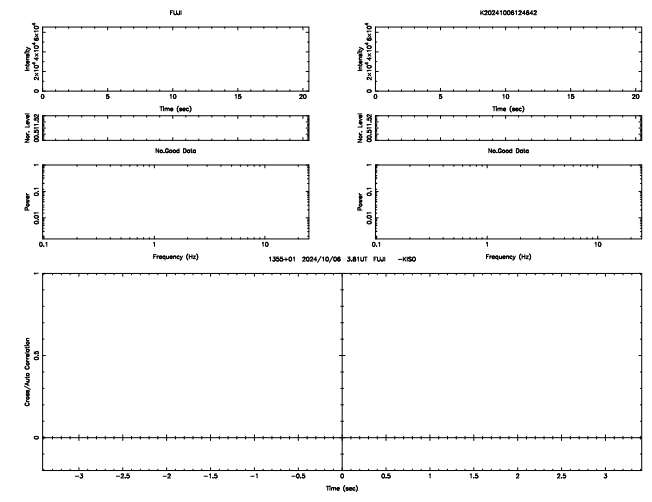 FUJI
K20241006124642
Intensity
0 2×10⁴ 4×10⁴ 6×10⁴
0 5 10 15 20
Time (sec)
Intensity
0 2×10⁴ 4×10⁴ 6×10⁴
0 5 10 15 20
Time (sec)
Nor. Level
00.511.52
Nor. Level
00.511.52
No.Good Data
No.Good Data
Power
1
0.1
0.01
0.1 1 10
Frequency (Hz)
Power
1
0.1
0.01
0.1 1 10
Frequency (Hz)
1355+01 2024/10/06 3.81UT FUJI -KISO
Cross/Auto Correlation
1
0.5
0
-3 -2.5 -2 -1.5 -1 -0.5 0 0.5 1 1.5 2 2.5 3
Time (sec)